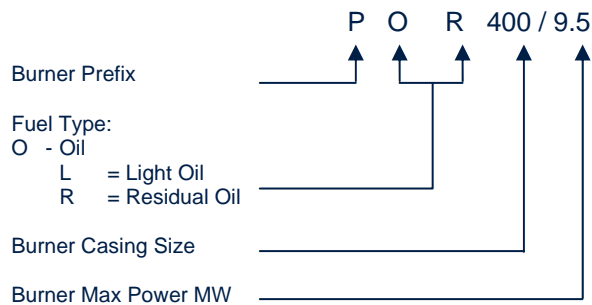 P O R 400 / 9.5
Burner Prefix
Fuel Type:
O - Oil
L = Light Oil
R = Residual Oil
Burner Casing Size
Burner Max Power MW